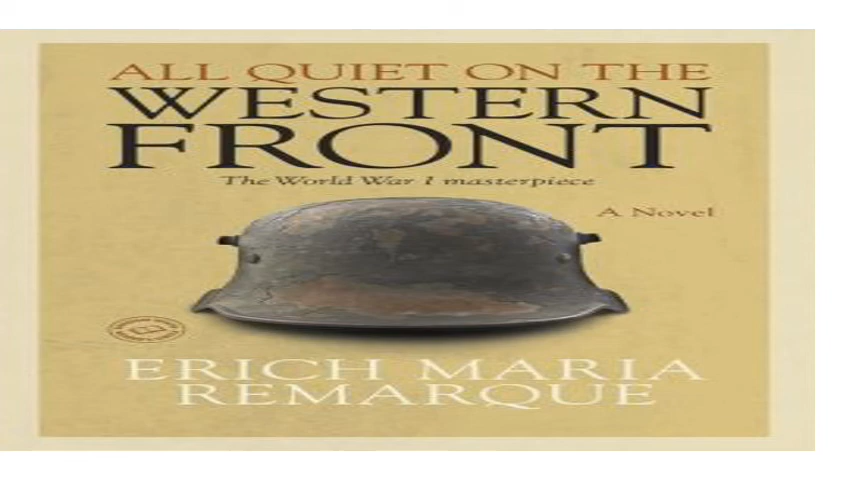 ALL QUIET ON THE
WESTERN
FRONT
The World War I masterpiece
A Novel
ERICH MARIA
REMARQUE